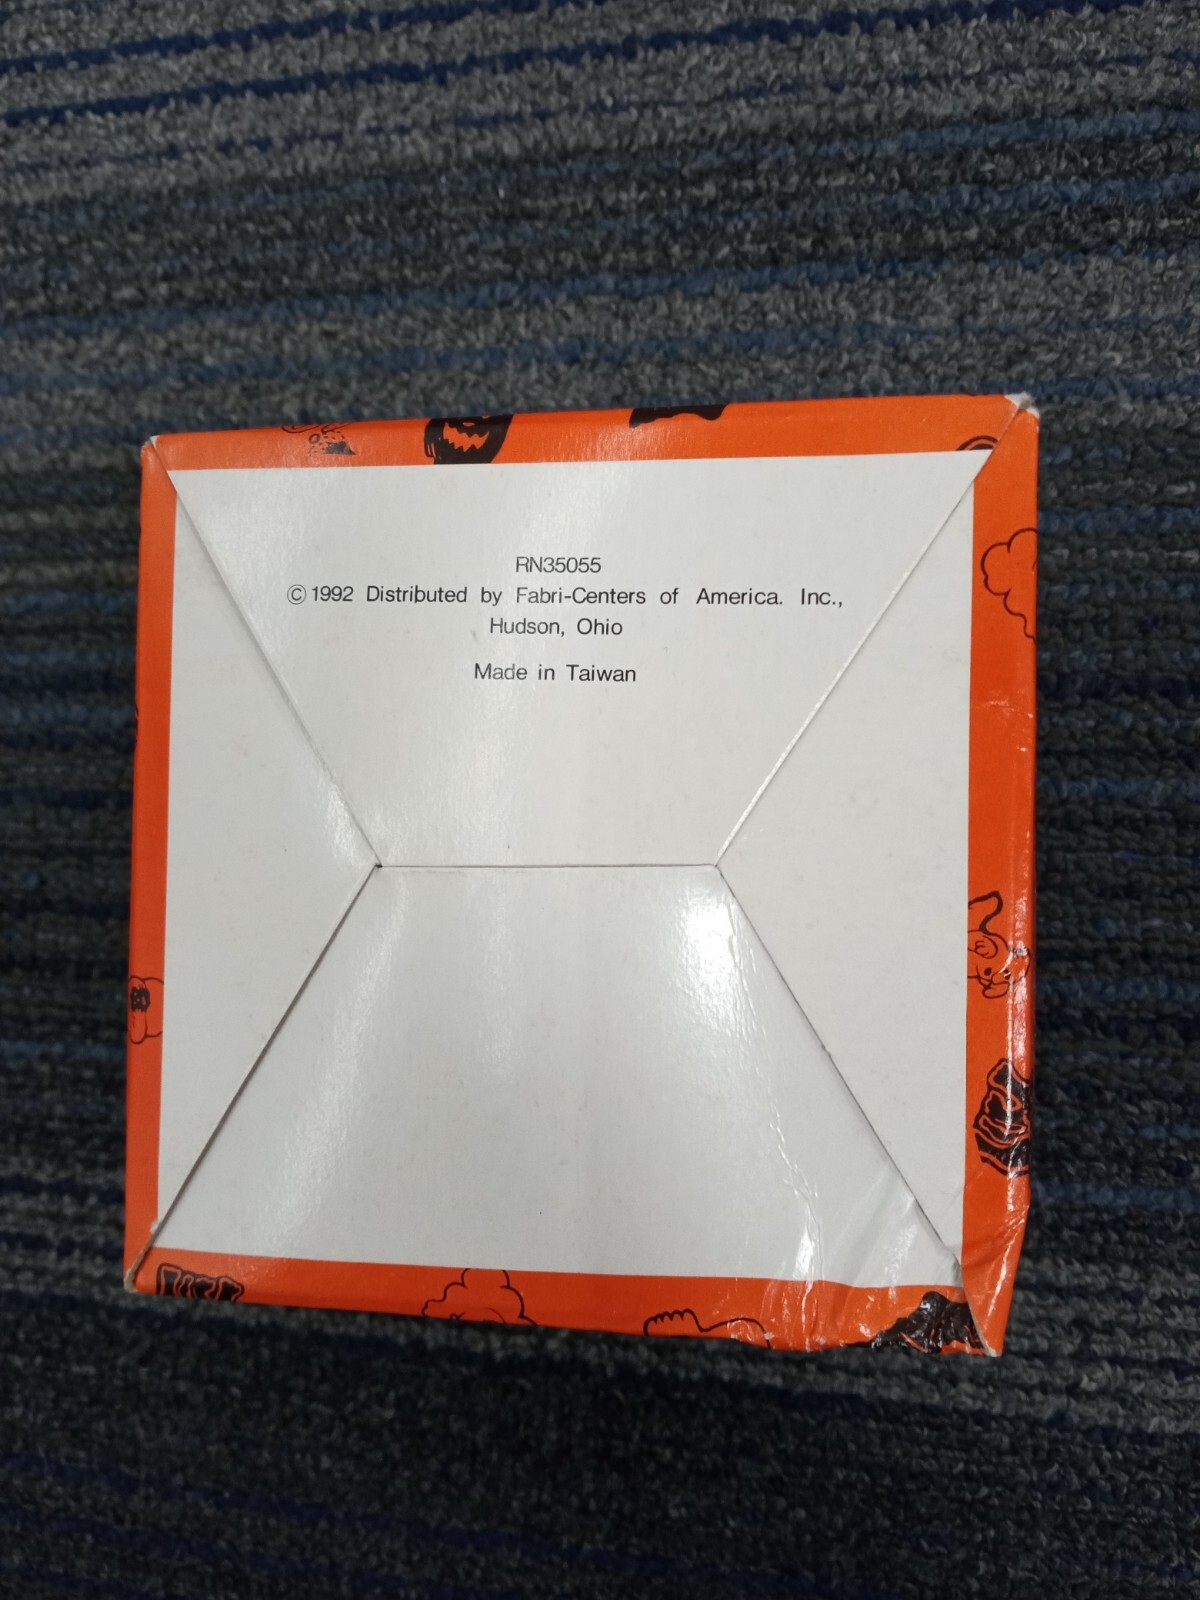 RN35055
©1992 Distributed by Fabri-Centers of America. Inc.,
Hudson, Ohio
Made in Taiwan